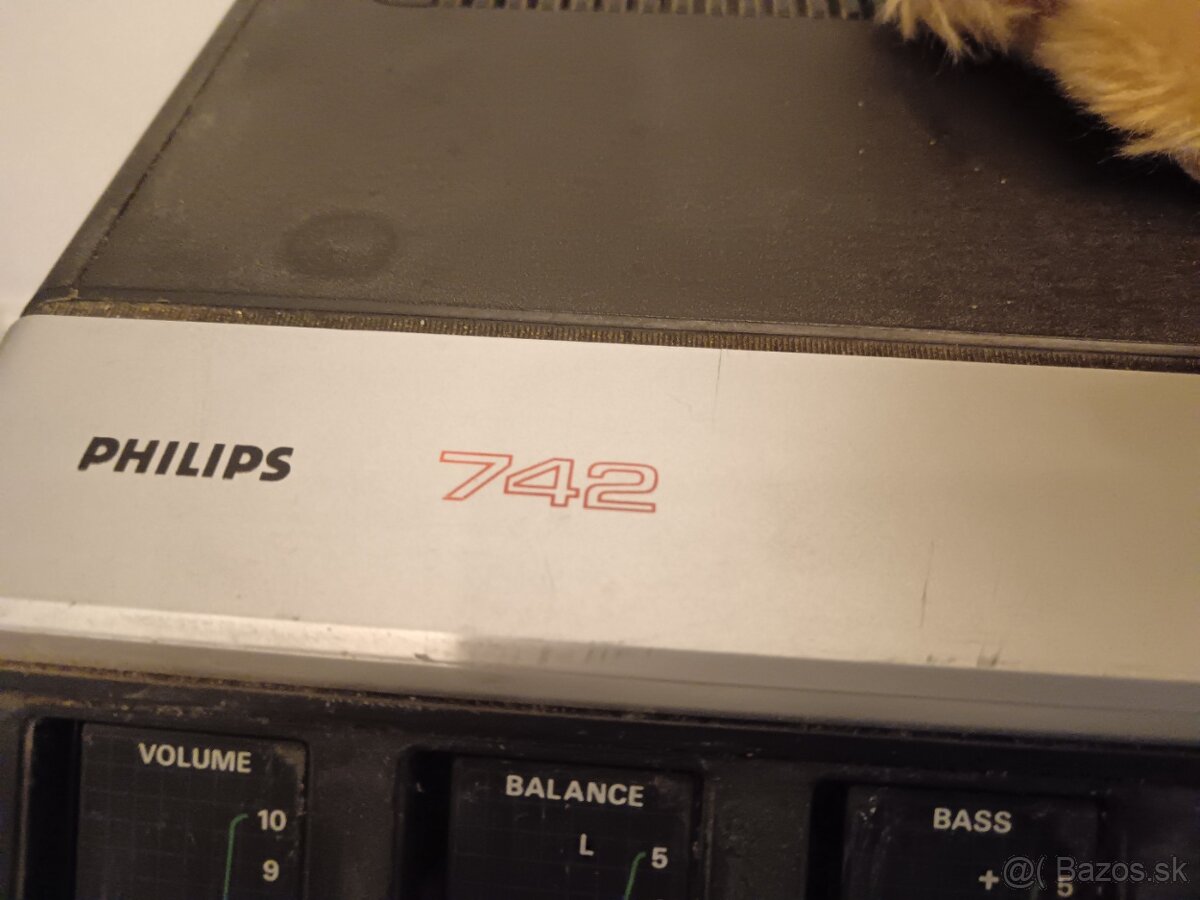 PHILIPS 742
VOLUME
10
9
BALANCE
L 5
BASS
+ 5
@( Bazos.sk